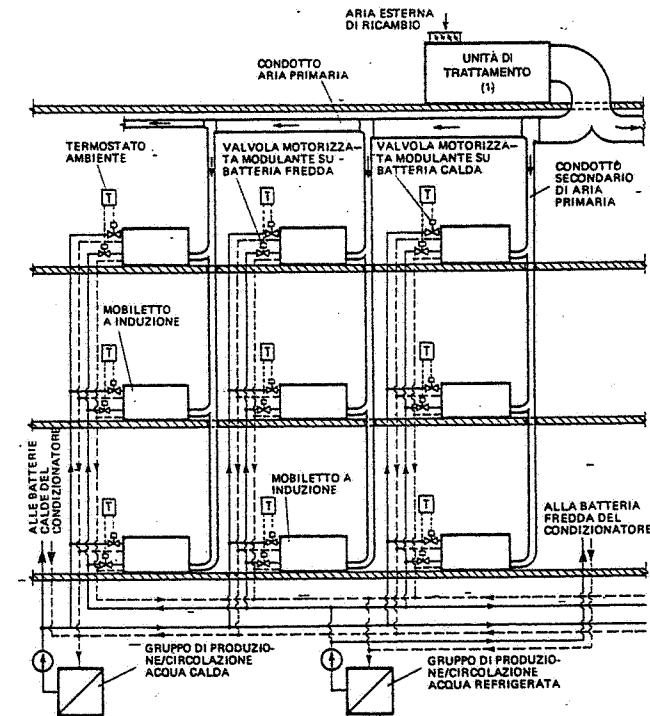 ARIA ESTERNA
DI RICAMBIO
UNITÀ DI
TRATTAMENTO
(1)
CONDOTTO
ARIA PRIMARIA
TERMOSTATO
AMBIENTE
VALVOLA MOTORIZZA-
TA MODULANTE SU -
BATTERIA FREDDA
VALVOLA MOTORIZZA-
TA MODULANTE SU
BATTERIA CALDA
CONDOTTO
SECONDARIO
DI ARIA
PRIMARIA
T
T
T
MOBILETTO
A INDUZIONE
T
T
T
ALLE BATTERIE
CALDE DEL
CONDIZIONATORE
MOBILETTO A
INDUZIONE
ALLA BATTERIA
FREDDA DEL
CONDIZIONATORE
T
T
T
GRUPPO DI PRODUZIO-
NE/CIRCOLAZIONE
ACQUA CALDA
GRUPPO DI PRODUZIO-
NE/CIRCOLAZIONE
ACQUA REFRIGERATA